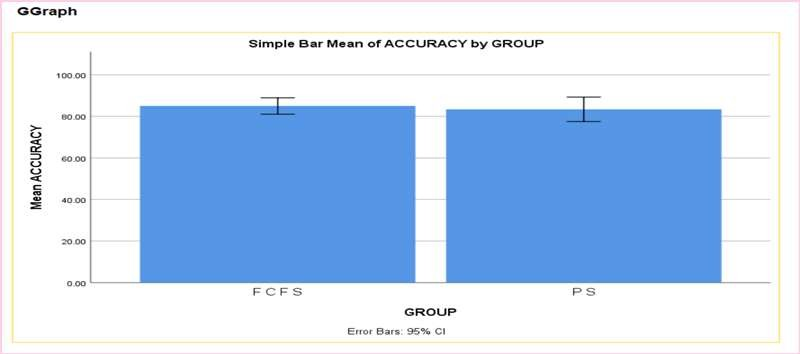 GGraph
Simple Bar Mean of ACCURACY by GROUP
Mean ACCURACY
100.00
80.00
60.00
40.00
20.00
0.00
F C F S
P S
GROUP
Error Bars: 95% CI